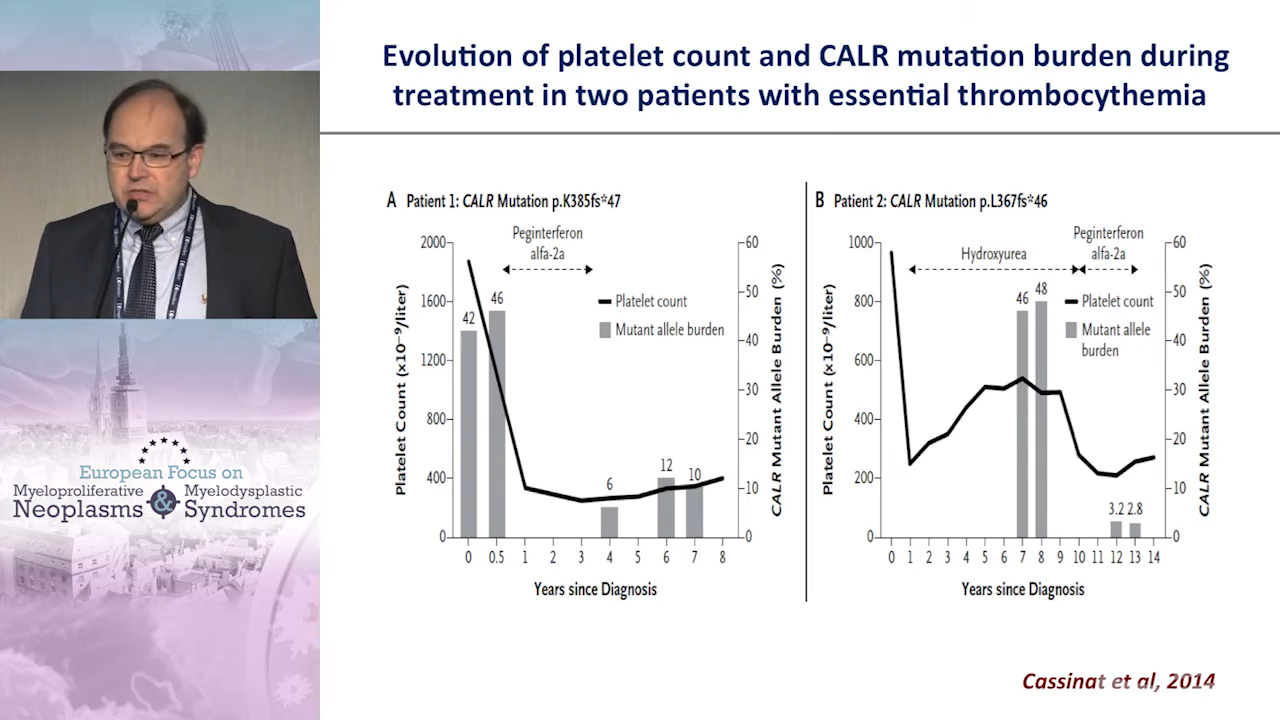 Evolution of platelet count and CALR mutation burden during
treatment in two patients with essential thrombocythemia
A Patient 1: CALR Mutation p.K385fs*47
Peginterferon
alfa-2a
Platelet count
Mutant allele burden
Platelet Count (x10⁻⁹/liter)
2000
1600
1200
800
400
0
42
46
6
12
10
60
50
40
30
20
10
0
CALR Mutant Allele Burden (%)
0 0.5 1 2 3 4 5 6 7 8
Years since Diagnosis
B Patient 2: CALR Mutation p.L367fs*46
Hydroxyurea
Peginterferon
alfa-2a
Platelet count
Mutant allele
burden
Platelet Count (x10⁻⁹/liter)
1000
800
600
400
200
0
46
48
3.2 2.8
60
50
40
30
20
10
0
CALR Mutant Allele Burden (%)
0 1 2 3 4 5 6 7 8 9 10 11 12 13 14
Years since Diagnosis
Cassinat et al, 2014
European Focus on
Myeloproliferative & Myelodysplastic
Neoplasms Syndromes